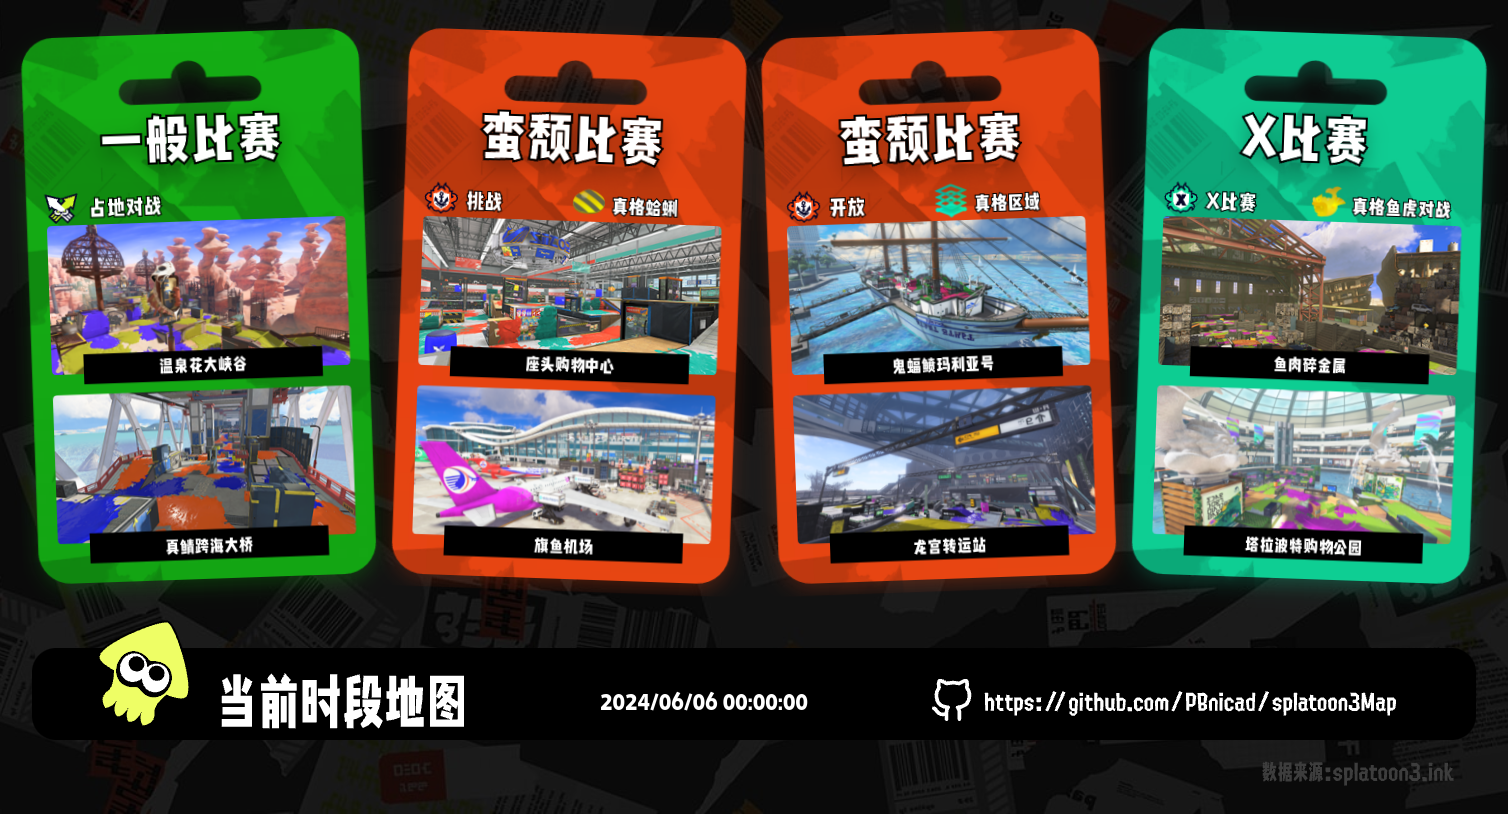 一般比赛
占地对战
温泉花大峡谷
真鲭跨海大桥
蛮颓比赛
挑战
真格蛤蜊
座头购物中心
旗鱼机场
蛮颓比赛
开放
真格区域
鬼蝠鲼玛利亚号
龙宫转运站
X比赛
X比赛
真格鱼虎对战
鱼肉碎金属
塔拉波特购物公园
当前时段地图
2024/06/06 00:00:00
https://github.com/PBnicad/splatoon3Map
数据来源:splatoon3.ink